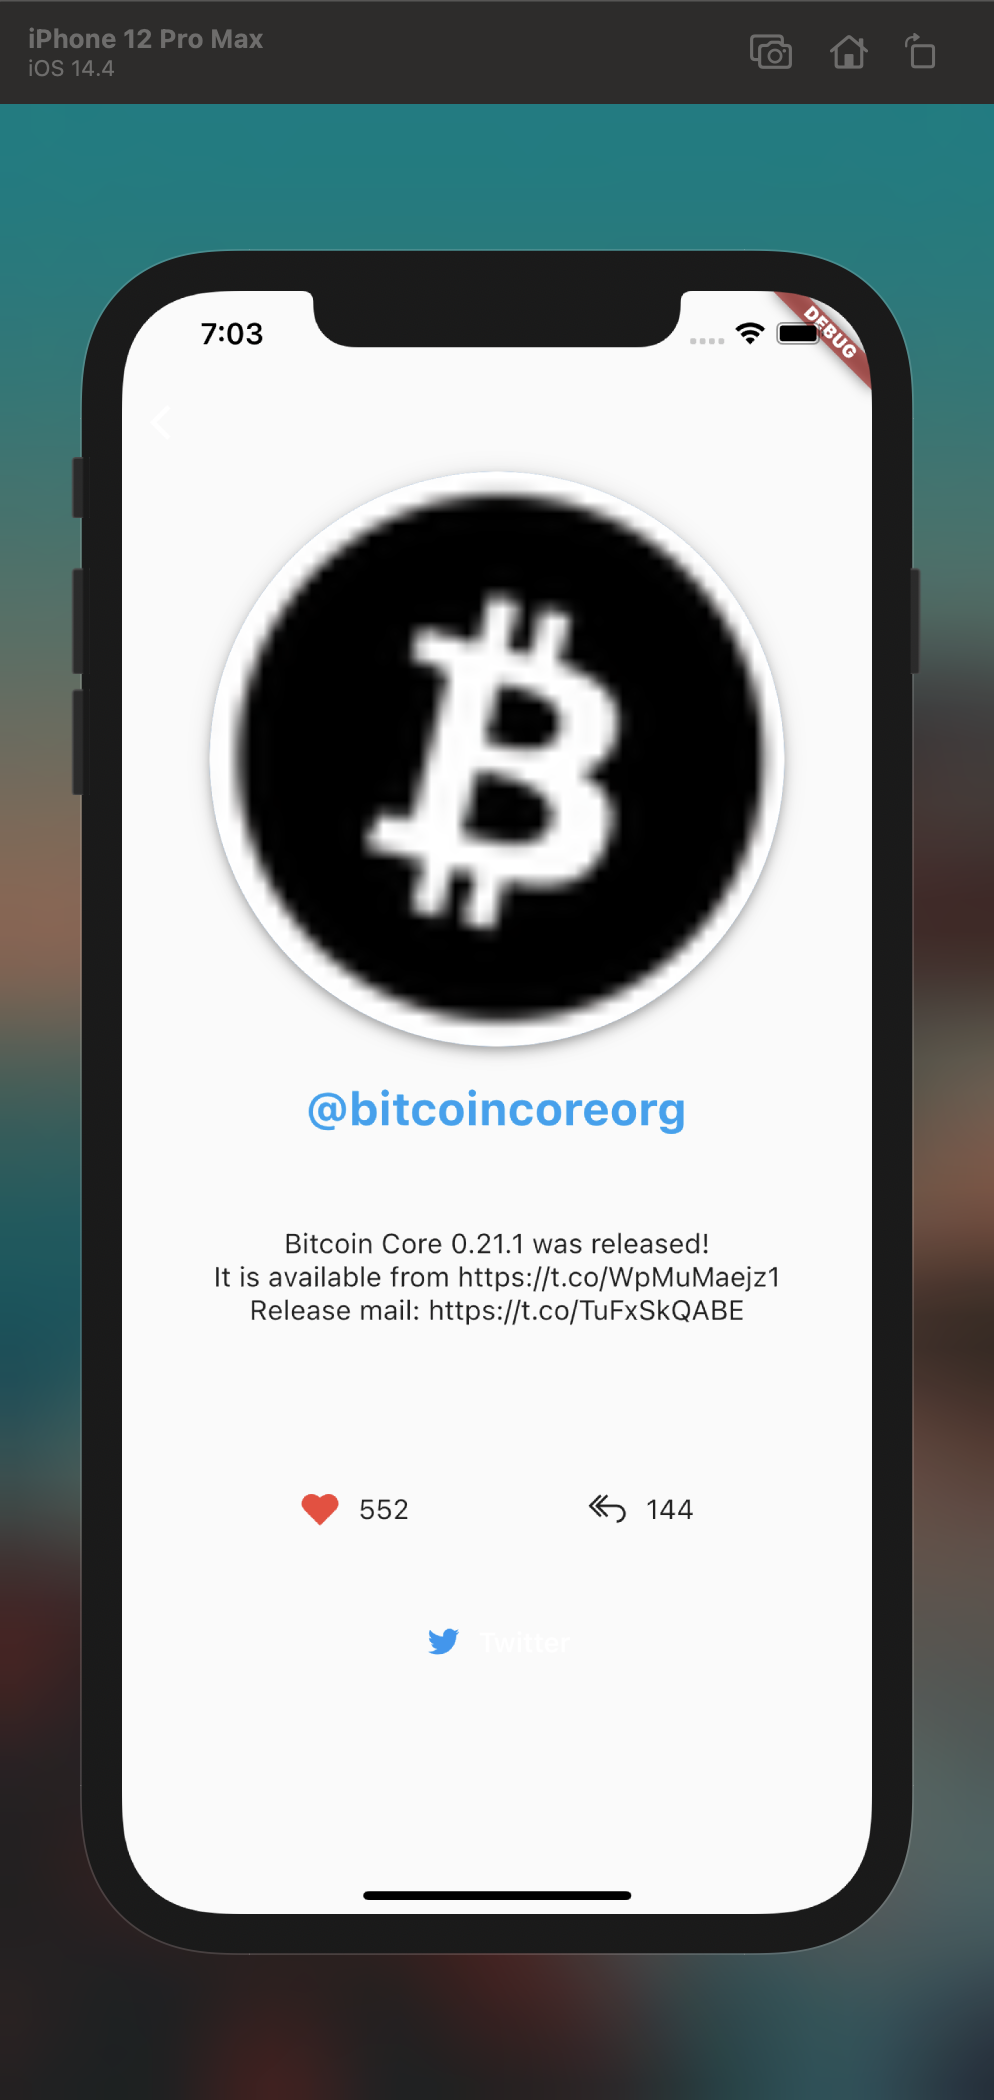 iPhone 12 Pro Max
iOS 14.4
7:03
DEBUG
@bitcoincoreorg
Bitcoin Core 0.21.1 was released!
It is available from https://t.co/WpMuMaejz1
Release mail: https://t.co/TuFxSkQABE
552
144
Twitter